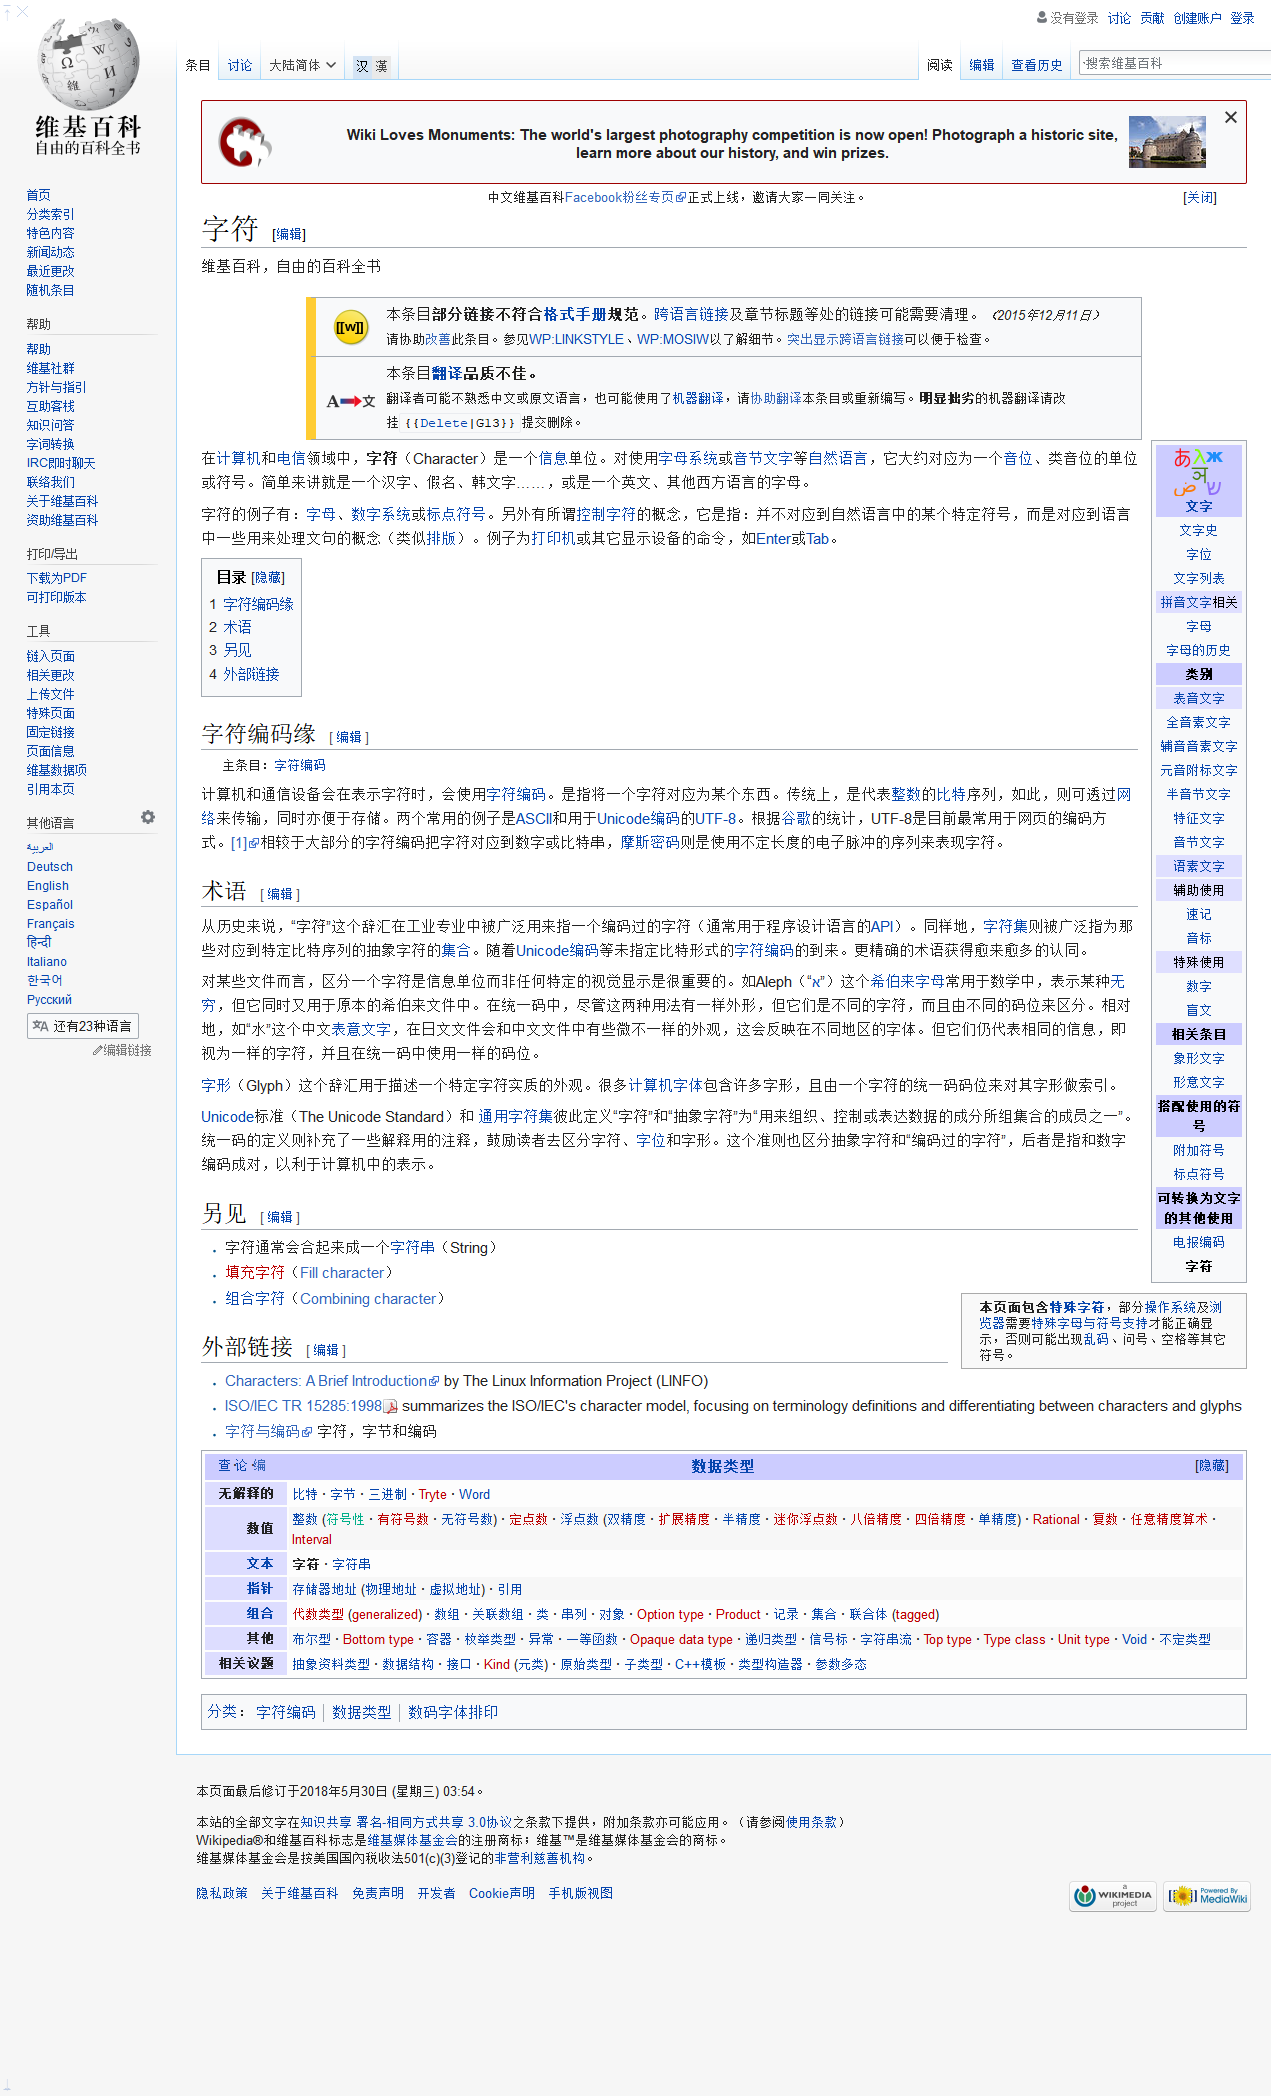 没有登录 讨论 贡献 创建账户 登录
条目 讨论 大陆简体 汉 漢 阅读 编辑 查看历史 搜索维基百科
维基百科
自由的百科全书
首页
分类索引
特色内容
新闻动态
最近更改
随机条目
帮助
帮助
维基社群
方针与指引
互助客栈
知识问答
字词转换
IRC即时聊天
联络我们
关于维基百科
资助维基百科
打印/导出
下载为PDF
可打印版本
工具
链入页面
相关更改
上传文件
特殊页面
固定链接
页面信息
维基数据项
引用本页
其他语言
العربية
Deutsch
English
Español
Français
हिन्दी
Italiano
한국어
Русский
还有23种语言
编辑链接
Wiki Loves Monuments: The world's largest photography competition is now open! Photograph a historic site,
learn more about our history, and win prizes.
中文维基百科Facebook粉丝专页正式上线，邀请大家一同关注。 [关闭]
字符 [编辑]
维基百科，自由的百科全书
[[w]]
本条目部分链接不符合格式手册规范。跨语言链接及章节标题等处的链接可能需要清理。 （2015年12月11日）
请协助改善此条目。参见WP:LINKSTYLE、WP:MOSIW以了解细节。突出显示跨语言链接可以便于检查。
A 文
本条目翻译品质不佳。
翻译者可能不熟悉中文或原文语言，也可能使用了机器翻译，请协助翻译本条目或重新编写。明显拙劣的机器翻译请改
挂 {{Delete|G13}} 提交删除。
在计算机和电信领域中，字符（Character）是一个信息单位。对使用字母系统或音节文字等自然语言，它大约对应为一个音位、类音位的单位
或符号。简单来讲就是一个汉字、假名、韩文字……，或是一个英文、其他西方语言的字母。
字符的例子有：字母、数字系统或标点符号。另外有所谓控制字符的概念，它是指：并不对应到自然语言中的某个特定符号，而是对应到语言
中一些用来处理文句的概念（类似排版）。例子为打印机或其它显示设备的命令，如Enter或Tab。
目录 [隐藏]
1 字符编码缘
2 术语
3 另见
4 外部链接
字符编码缘 [ 编辑 ]
主条目：字符编码
计算机和通信设备会在表示字符时，会使用字符编码。是指将一个字符对应为某个东西。传统上，是代表整数的比特序列，如此，则可透过网
络来传输，同时亦便于存储。两个常用的例子是ASCII和用于Unicode编码的UTF-8。根据谷歌的统计，UTF-8是目前最常用于网页的编码方
式。[1]相较于大部分的字符编码把字符对应到数字或比特串，摩斯密码则是使用不定长度的电子脉冲的序列来表现字符。
术语 [ 编辑 ]
从历史来说，“字符”这个辞汇在工业专业中被广泛用来指一个编码过的字符（通常用于程序设计语言的API）。同样地，字符集则被广泛指为那
些对应到特定比特序列的抽象字符的集合。随着Unicode编码等未指定比特形式的字符编码的到来。更精确的术语获得愈来愈多的认同。
对某些文件而言，区分一个字符是信息单位而非任何特定的视觉显示是很重要的。如Aleph（“א”）这个希伯来字母常用于数学中，表示某种无
穷，但它同时又用于原本的希伯来文件中。在统一码中，尽管这两种用法有一样外形，但它们是不同的字符，而且由不同的码位来区分。相对
地，如“水”这个中文表意文字，在日文文件会和中文文件中有些微不一样的外观，这会反映在不同地区的字体。但它们仍代表相同的信息，即
视为一样的字符，并且在统一码中使用一样的码位。
字形（Glyph）这个辞汇用于描述一个特定字符实质的外观。很多计算机字体包含许多字形，且由一个字符的统一码码位来对其字形做索引。
Unicode标准（The Unicode Standard）和 通用字符集彼此定义“字符”和“抽象字符”为“用来组织、控制或表达数据的成分所组集合的成员之一”。
统一码的定义则补充了一些解释用的注释，鼓励读者去区分字符、字位和字形。这个准则也区分抽象字符和“编码过的字符”，后者是指和数字
编码成对，以利于计算机中的表示。
另见 [ 编辑 ]
字符通常会合起来成一个字符串（String）
填充字符（Fill character）
组合字符（Combining character）
外部链接 [ 编辑 ]
Characters: A Brief Introduction by The Linux Information Project (LINFO)
ISO/IEC TR 15285:1998 summarizes the ISO/IEC's character model, focusing on terminology definitions and differentiating between characters and glyphs
字符与编码 字符，字节和编码
文字
文字史
字位
文字列表
拼音文字相关
字母
字母的历史
类别
表音文字
全音素文字
辅音音素文字
元音附标文字
半音节文字
特征文字
音节文字
语素文字
辅助使用
速记
音标
特殊使用
数字
盲文
相关条目
象形文字
形意文字
搭配使用的符
号
附加符号
标点符号
可转换为文字
的其他使用
电报编码
字符
本页面包含特殊字符，部分操作系统及浏
览器需要特殊字母与符号支持才能正确显
示，否则可能出现乱码、问号、空格等其它
符号。
查·论·编 数据类型 [隐藏]
无解释的 比特 · 字节 · 三进制 · Tryte · Word
数值 整数 (符号性 · 有符号数 · 无符号数) · 定点数 · 浮点数 (双精度 · 扩展精度 · 半精度 · 迷你浮点数 · 八倍精度 · 四倍精度 · 单精度) · Rational · 复数 · 任意精度算术 ·
Interval
文本 字符 · 字符串
指针 存储器地址 (物理地址 · 虚拟地址) · 引用
组合 代数类型 (generalized) · 数组 · 关联数组 · 类 · 串列 · 对象 · Option type · Product · 记录 · 集合 · 联合体 (tagged)
其他 布尔型 · Bottom type · 容器 · 枚举类型 · 异常 · 一等函数 · Opaque data type · 递归类型 · 信号标 · 字符串流 · Top type · Type class · Unit type · Void · 不定类型
相关议题 抽象资料类型 · 数据结构 · 接口 · Kind (元类) · 原始类型 · 子类型 · C++模板 · 类型构造器 · 参数多态
分类： 字符编码 | 数据类型 | 数码字体排印
本页面最后修订于2018年5月30日 (星期三) 03:54。
本站的全部文字在知识共享 署名-相同方式共享 3.0协议之条款下提供，附加条款亦可能应用。（请参阅使用条款）
Wikipedia®和维基百科标志是维基媒体基金会的注册商标；维基™是维基媒体基金会的商标。
维基媒体基金会是按美国国內税收法501(c)(3)登记的非营利慈善机构。
隐私政策 关于维基百科 免责声明 开发者 Cookie声明 手机版视图
a WIKIMEDIA project
Powered By MediaWiki